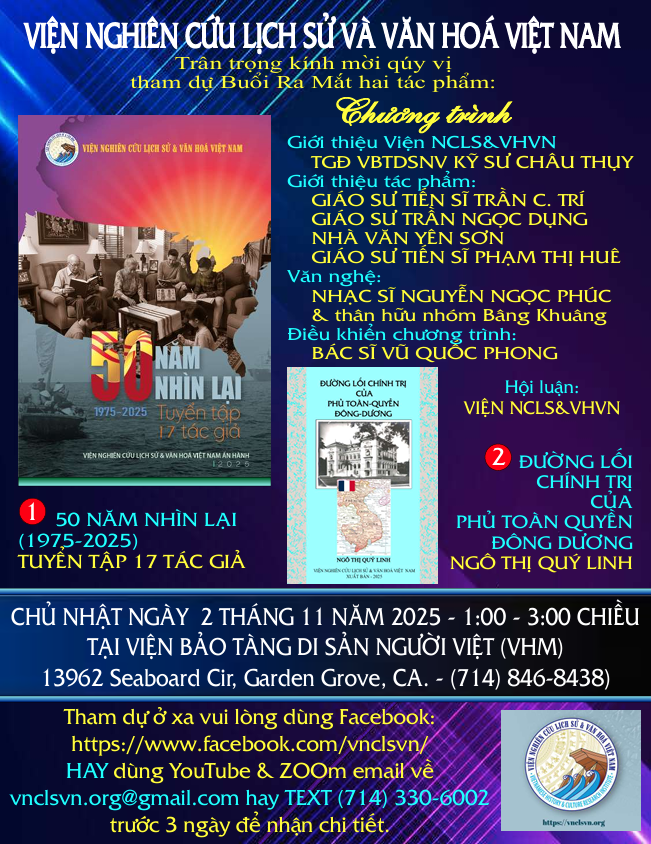 VIỆN NGHIÊN CỨU LỊCH SỬ VÀ VĂN HOÁ VIỆT NAM
Trân trọng kính mời qúy vị
tham dự Buổi Ra Mắt hai tác phẩm:
Chương trình
Giới thiệu Viện NCLS&VHVN
TGĐ VBTDSNV KỸ SƯ CHÂU THỤY
Giới thiệu tác phẩm:
GIÁO SƯ TIẾN SĨ TRẦN C. TRÍ
GIÁO SƯ TRẦN NGỌC DỤNG
NHÀ VĂN YÊN SƠN
GIÁO SƯ TIẾN SĨ PHẠM THỊ HUÊ
Văn nghệ:
NHẠC SĨ NGUYỄN NGỌC PHÚC
& thân hữu nhóm Bâng Khuâng
Điều khiển chương trình:
BÁC SĨ VŨ QUỐC PHONG
Hội luận:
VIỆN NCLS&VHVN
VIỆN NGHIÊN CỨU LỊCH SỬ & VĂN HOÁ VIỆT NAM
50 NĂM
NHÌN LẠI
1975-2025
Tuyển tập
17 tác giả
VIỆN NGHIÊN CỨU LỊCH SỬ & VĂN HOÁ VIỆT NAM ẤN HÀNH
| 2 0 2 5
1 50 NĂM NHÌN LẠI
(1975-2025)
TUYỂN TẬP 17 TÁC GIẢ
ĐƯỜNG LỐI CHÍNH TRỊ
CỦA
PHỦ TOÀN-QUYỀN
ĐÔNG-DƯƠNG
NGÔ THỊ QUÝ LINH
VIỆN NGHIÊN CỨU LỊCH SỬ & VĂN HOÁ VIỆT NAM
XUẤT BẢN - 2025
2 ĐƯỜNG LỐI
CHÍNH TRỊ
CỦA
PHỦ TOÀN QUYỀN
ĐÔNG DƯƠNG
NGÔ THỊ QUÝ LINH
CHỦ NHẬT NGÀY 2 THÁNG 11 NĂM 2025 - 1:00 - 3:00 CHIỀU
TẠI VIỆN BẢO TÀNG DI SẢN NGƯỜI VIỆT (VHM)
13962 Seaboard Cir, Garden Grove, CA. - (714) 846-8438)
Tham dự ở xa vui lòng dùng Facebook:
https://www.facebook.com/vnclsvn/
HAY dùng YouTube & ZOOm email về
vnclsvn.org@gmail.com hay TEXT (714) 330-6002
trước 3 ngày để nhận chi tiết.
VIỆN NGHIÊN CỨU LỊCH SỬ & VĂN HOÁ VIỆT NAM
VIETNAMESE HISTORY & CULTURE RESEARCH INSTITUTE
https://vnclsvn.org